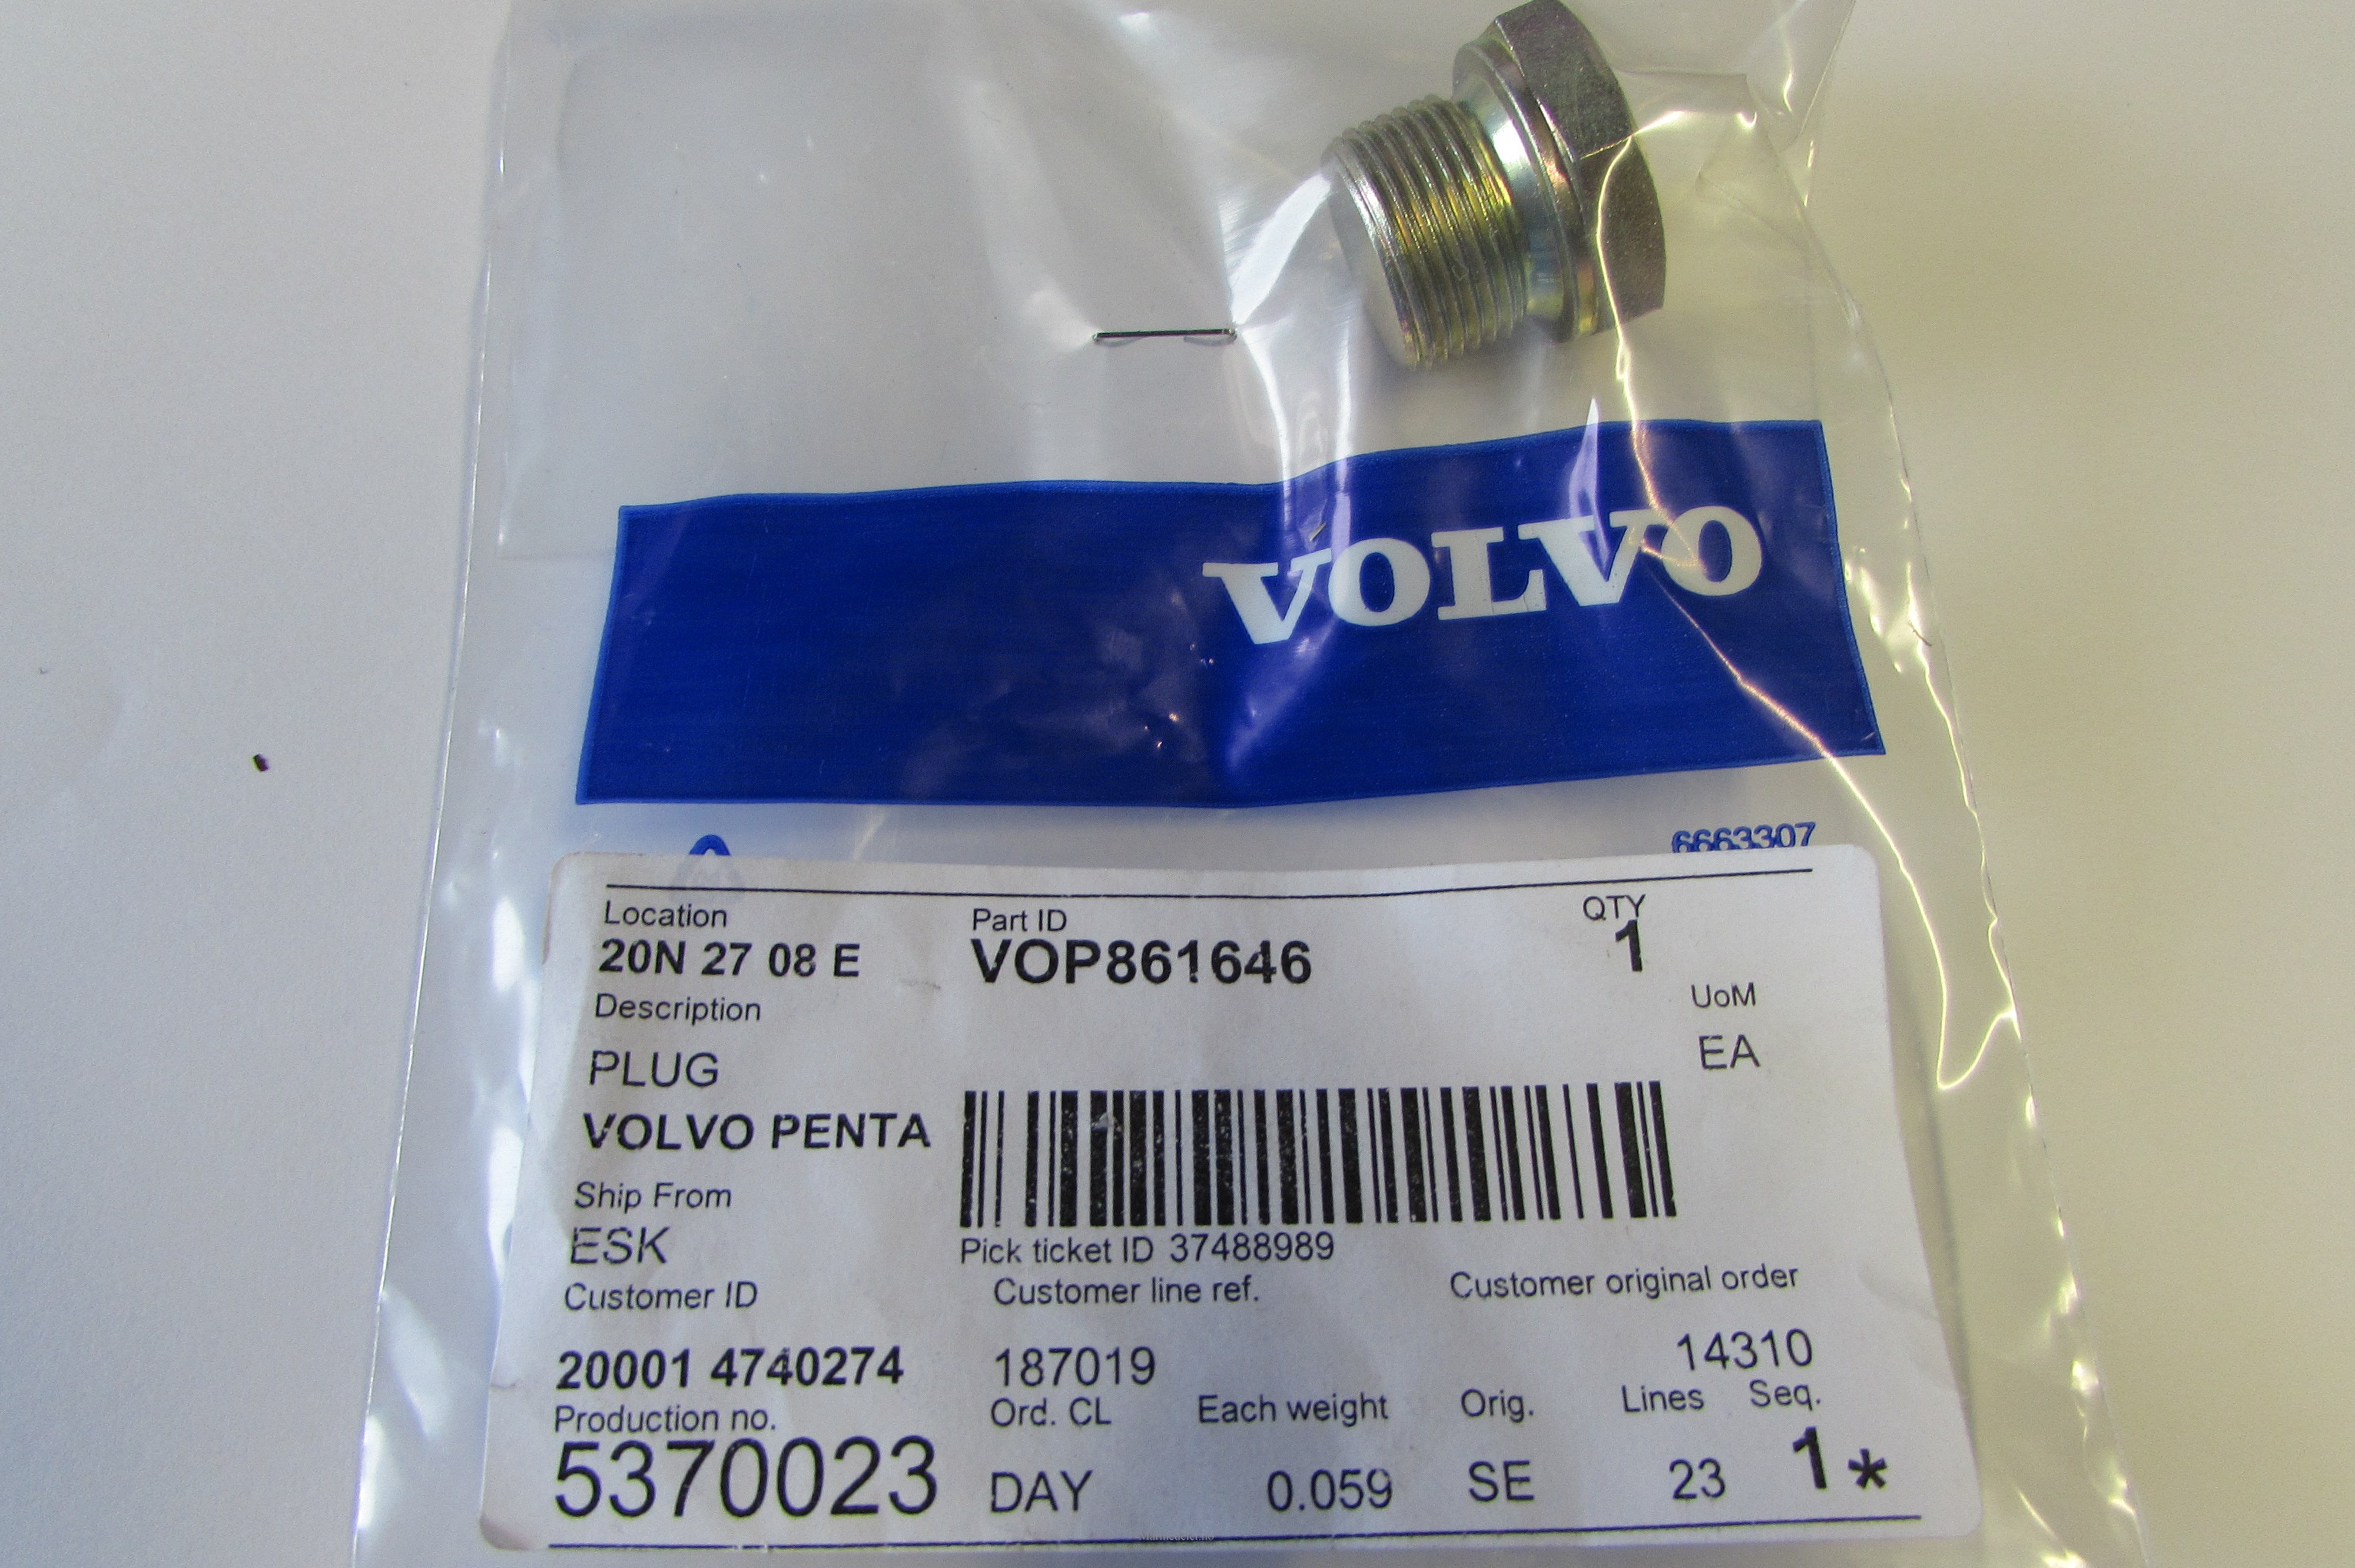 VOLVO
6663307
Location Part ID QTY
20N 27 08 E VOP861646 1
Description UoM
PLUG EA
VOLVO PENTA
Ship From
ESK Pick ticket ID 37488989
Customer ID Customer line ref. Customer original order
20001 4740274 187019 14310
Production no. Ord. CL Each weight Orig. Lines Seq.
5370023 DAY 0.059 SE 23 1*